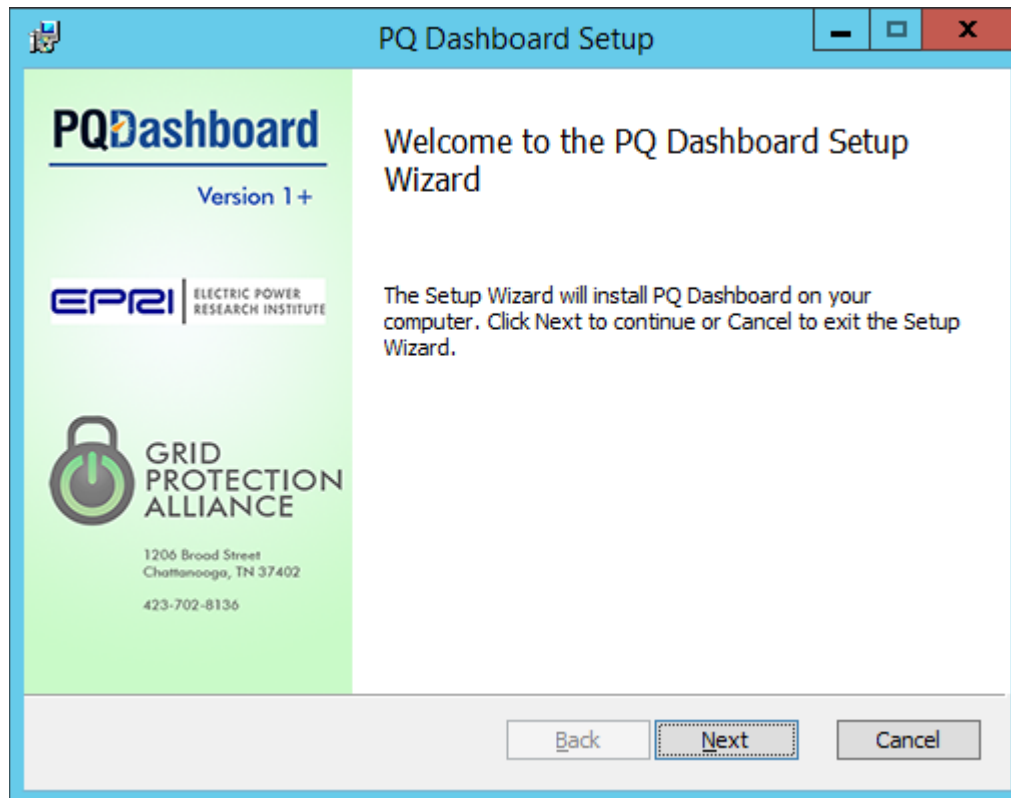 PQ Dashboard Setup
PQDashboard
Version 1+
EPRI
ELECTRIC POWER
RESEARCH INSTITUTE
GRID
PROTECTION
ALLIANCE
1206 Broad Street
Chattanooga, TN 37402
423-702-8136
Welcome to the PQ Dashboard Setup
Wizard
The Setup Wizard will install PQ Dashboard on your
computer. Click Next to continue or Cancel to exit the Setup
Wizard.
Back
Next
Cancel